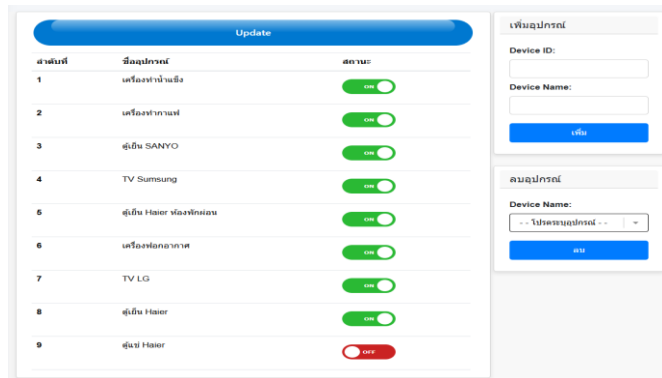 Update
ลำดับที่ ชื่ออุปกรณ์ สถานะ
1 เครื่องทำน้ำแข็ง ON
2 เครื่องทำกาแฟ ON
3 ตู้เย็น SANYO ON
4 TV Sumsung ON
5 ตู้เย็น Haier ห้องพักผ่อน ON
6 เครื่องฟอกอากาศ ON
7 TV LG ON
8 ตู้เย็น Haier ON
9 ตู้แช่ Haier OFF
เพิ่มอุปกรณ์
Device ID:
Device Name:
เพิ่ม
ลบอุปกรณ์
Device Name:
- - โปรดระบุอุปกรณ์ - -
ลบ